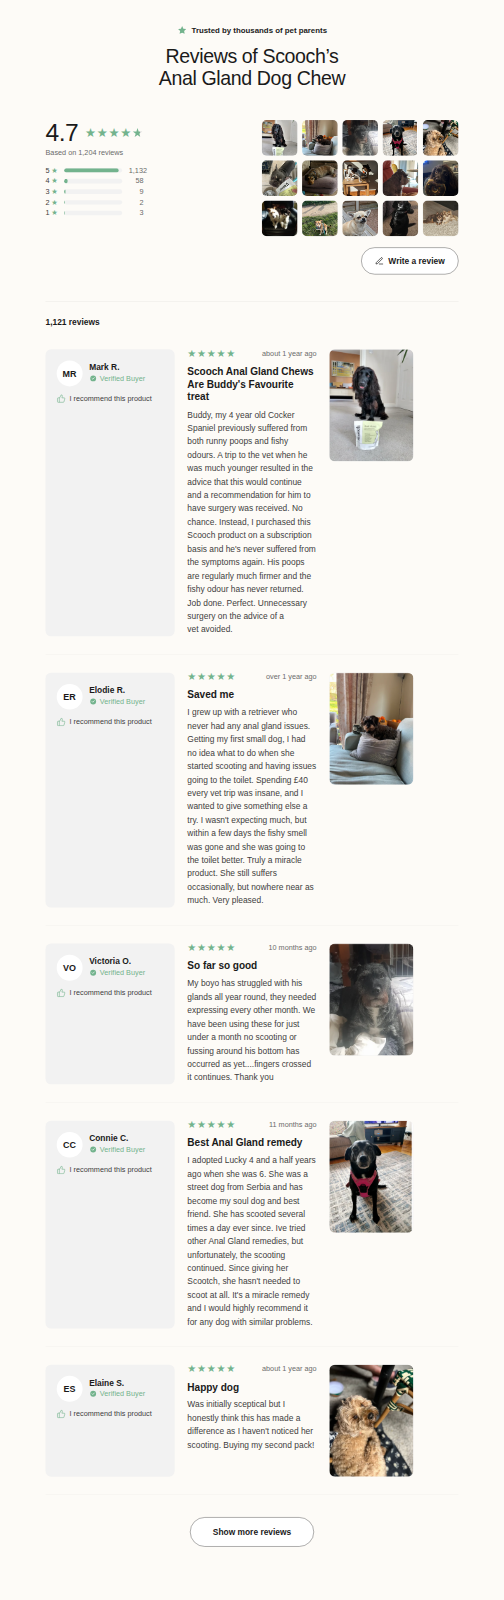 Trusted by thousands of pet parents
Reviews of Scooch's
Anal Gland Dog Chew
4.7
Based on 1,204 reviews
5 1,132
4 58
3 9
2 2
1 3
Write a review
1,121 reviews
MR
Mark R.
Verified Buyer
I recommend this product
about 1 year ago
Scooch Anal Gland Chews
Are Buddy's Favourite
treat
Buddy, my 4 year old Cocker
Spaniel previously suffered from
both runny poops and fishy
odours. A trip to the vet when he
was much younger resulted in the
advice that this would continue
and a recommendation for him to
have surgery was received. No
chance. Instead, I purchased this
Scooch product on a subscription
basis and he's never suffered from
the symptoms again. His poops
are regularly much firmer and the
fishy odour has never returned.
Job done. Perfect. Unnecessary
surgery on the advice of a
vet avoided.
ER
Elodie R.
Verified Buyer
I recommend this product
over 1 year ago
Saved me
I grew up with a retriever who
never had any anal gland issues.
Getting my first small dog, I had
no idea what to do when she
started scooting and having issues
going to the toilet. Spending £40
every vet trip was insane, and I
wanted to give something else a
try. I wasn't expecting much, but
within a few days the fishy smell
was gone and she was going to
the toilet better. Truly a miracle
product. She still suffers
occasionally, but nowhere near as
much. Very pleased.
VO
Victoria O.
Verified Buyer
I recommend this product
10 months ago
So far so good
My boyo has struggled with his
glands all year round, they needed
expressing every other month. We
have been using these for just
under a month no scooting or
fussing around his bottom has
occurred as yet....fingers crossed
it continues. Thank you
CC
Connie C.
Verified Buyer
I recommend this product
11 months ago
Best Anal Gland remedy
I adopted Lucky 4 and a half years
ago when she was 6. She was a
street dog from Serbia and has
become my soul dog and best
friend. She has scooted several
times a day ever since. Ive tried
other Anal Gland remedies, but
unfortunately, the scooting
continued. Since giving her
Scootch, she hasn't needed to
scoot at all. It's a miracle remedy
and I would highly recommend it
for any dog with similar problems.
ES
Elaine S.
Verified Buyer
I recommend this product
about 1 year ago
Happy dog
Was initially sceptical but I
honestly think this has made a
difference as I haven't noticed her
scooting. Buying my second pack!
Show more reviews